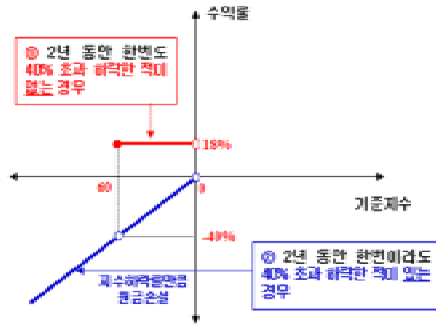 수익률
① 2년 동안 한번도
40% 초과 하락한 적이
없는 경우
18%
60
0
기준지수
-40%
② 2년 동안 한번이라도
40% 초과 하락한 적이 있는
경우
지수하락률만큼
원금손실